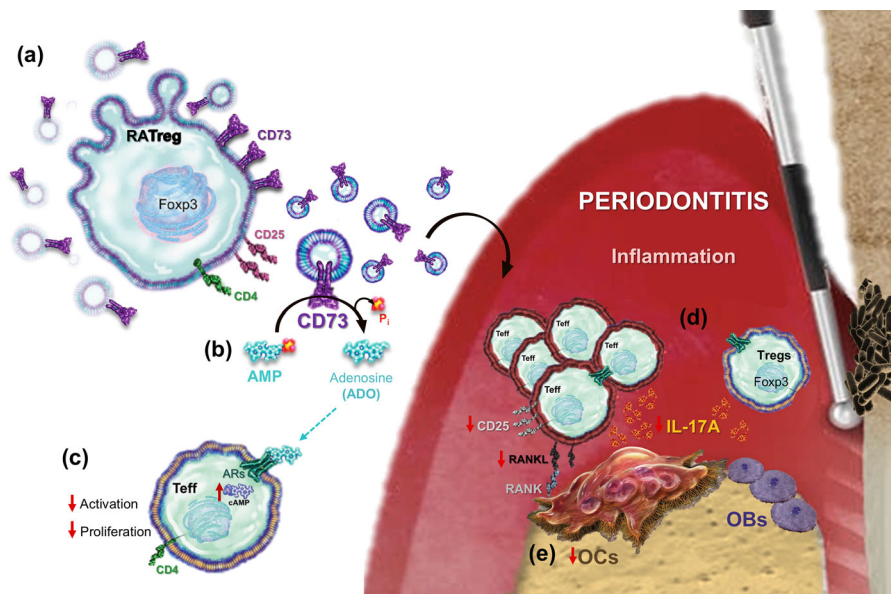 (a)
RATreg
CD73
Foxp3
CD25
CD4
CD73
Pi
(b)
AMP
Adenosine
(ADO)
(c)
ARs
Teff
cAMP
Activation
Proliferation
CD4
PERIODONTITIS
Inflammation
(d)
Teff
Teff
Teff
Teff
Teff
Tregs
Foxp3
CD25
IL-17A
RANKL
RANK
OBs
(e)
OCs